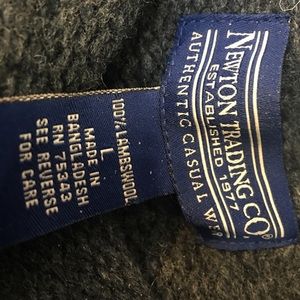 NEWTON TRADING CO®
ESTABLISHED 1977
AUTHENTIC CASUAL
100% LAMBSWOOL
L
MADE IN
BANGLADESH
RN 75343
SEE REVERSE
FOR CARE